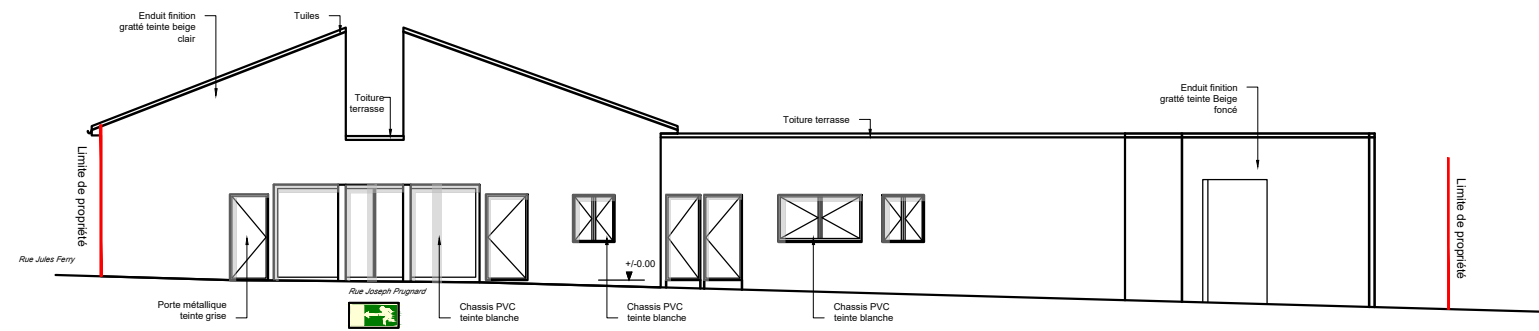 Enduit finition
gratté teinte beige
clair
Tuiles
Toiture
terrasse
Toiture terrasse
Enduit finition
gratté teinte Beige
foncé
Limite de propriété
Limite de propriété
Rue Jules Ferry
+/-0.00
Rue Joseph Prugnard
Porte métallique
teinte grise
Chassis PVC
teinte blanche
Chassis PVC
teinte blanche
Chassis PVC
teinte blanche